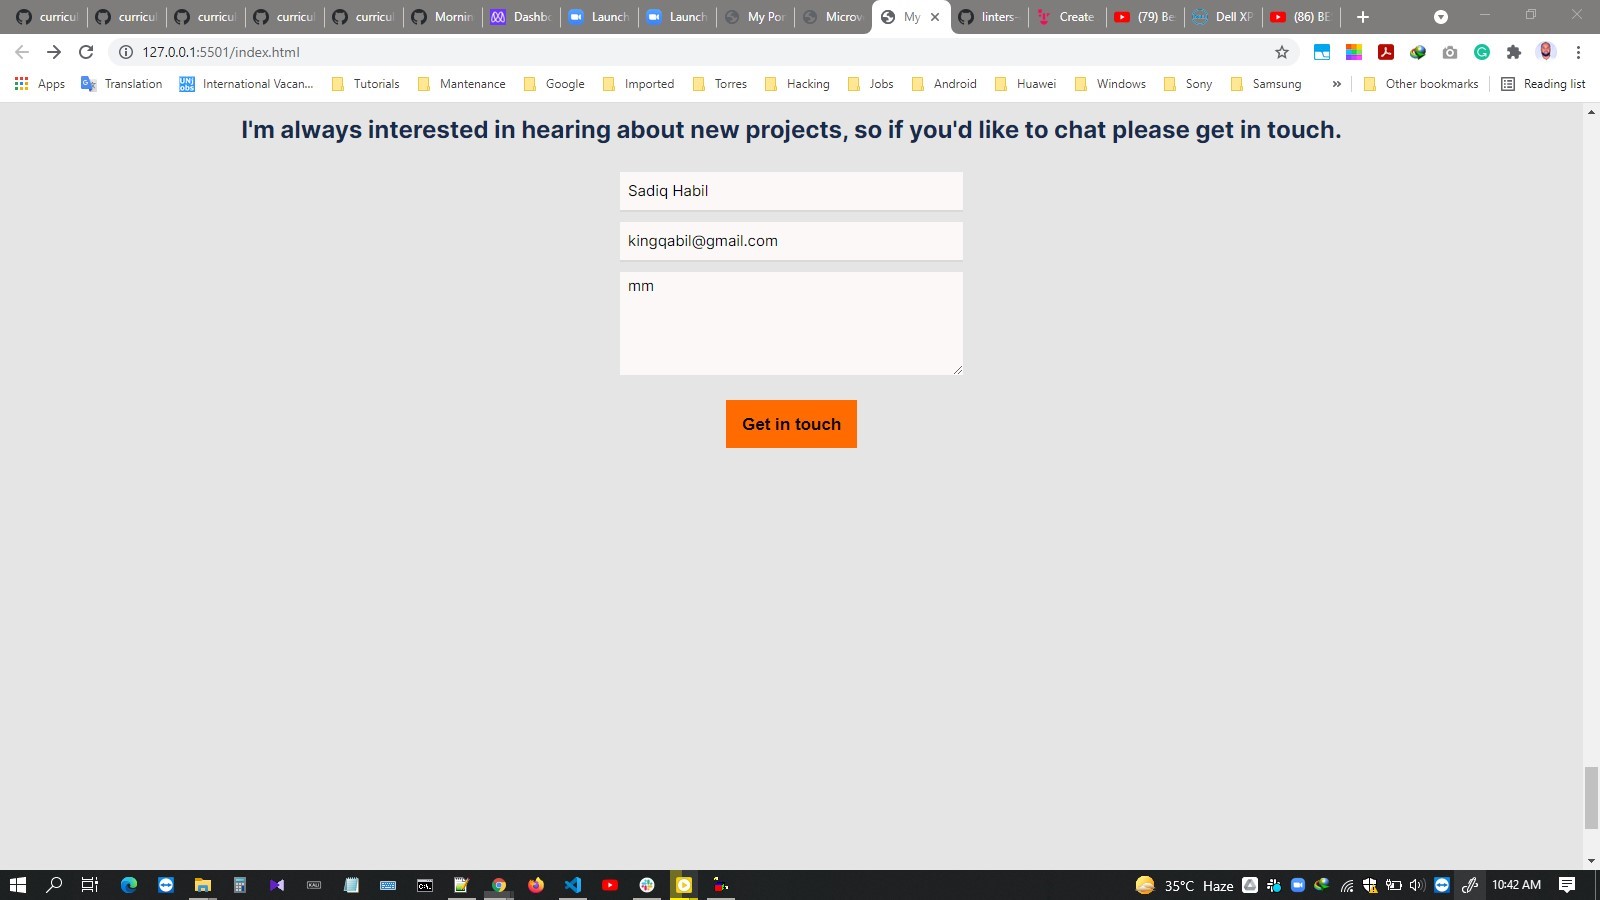 curricul
curricul
curricul
curricul
curricul
Mornin
Dashbo
Launch
Launch
My Por
Microve
My
linters-
Create
(79) Be
Dell XP
(86) BE
127.0.0.1:5501/index.html
Apps
Translation
International Vacan...
Tutorials
Mantenance
Google
Imported
Torres
Hacking
Jobs
Android
Huawei
Windows
Sony
Samsung
»
Other bookmarks
Reading list
I'm always interested in hearing about new projects, so if you'd like to chat please get in touch.
Sadiq Habil
kingqabil@gmail.com
mm
Get in touch
35°C Haze
10:42 AM